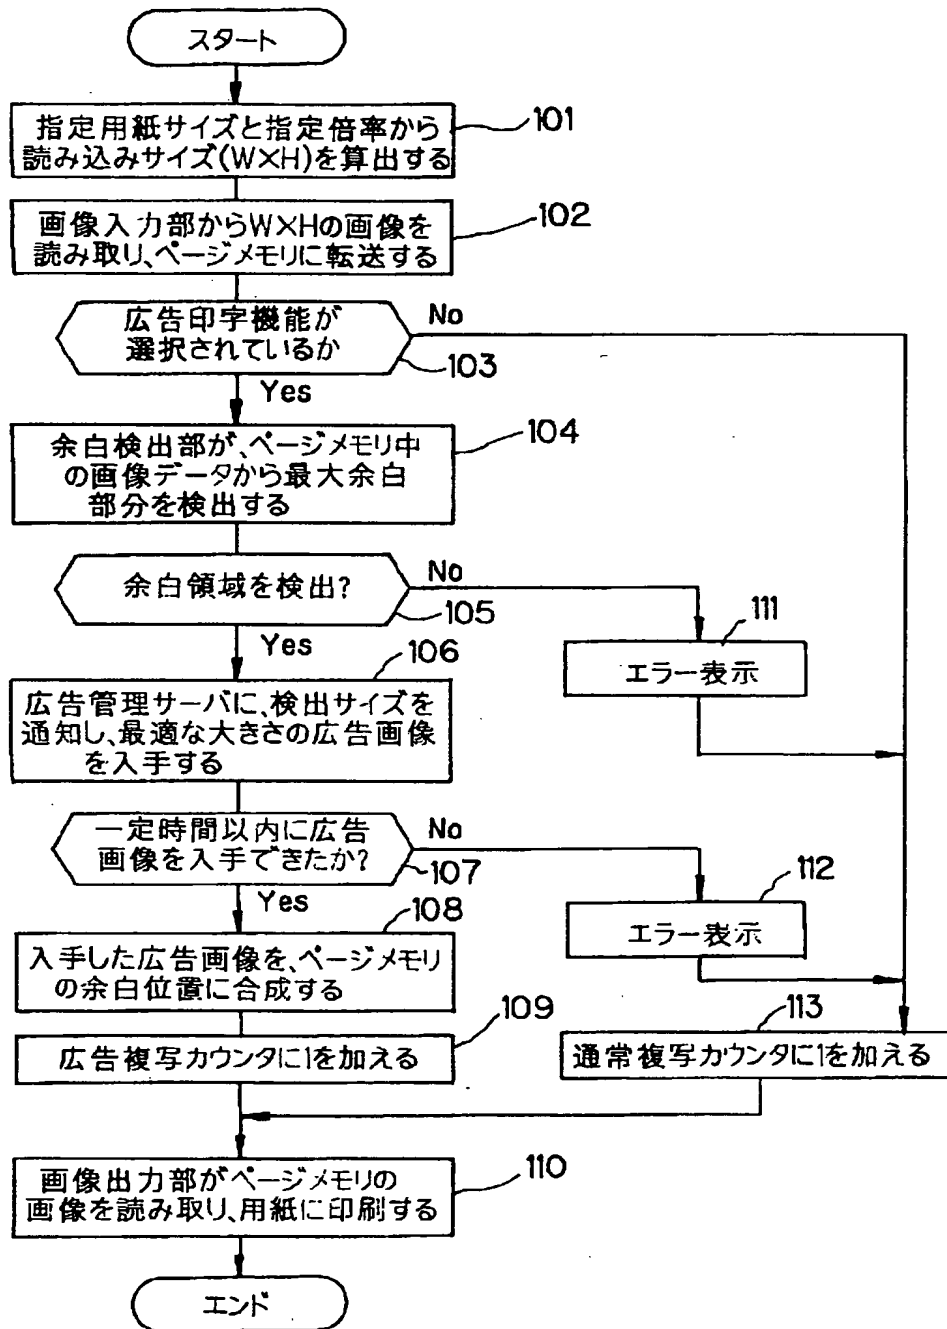 スタート
指定用紙サイズと指定倍率から
読み込みサイズ(W×H)を算出する
101
画像入力部からW×Hの画像を
読み取り、ページメモリに転送する
102
広告印字機能が
選択されているか
No
103
Yes
余白検出部が、ページメモリ中
の画像データから最大余白
部分を検出する
104
余白領域を検出?
No
105
Yes
111
エラー表示
106
広告管理サーバに、検出サイズを
通知し、最適な大きさの広告画像
を入手する
一定時間以内に広告
画像を入手できたか?
No
107
Yes
112
エラー表示
108
入手した広告画像を、ページメモリ
の余白位置に合成する
109
広告複写カウンタに1を加える
113
通常複写カウンタに1を加える
画像出力部がページメモリの
画像を読み取り、用紙に印刷する
110
エンド